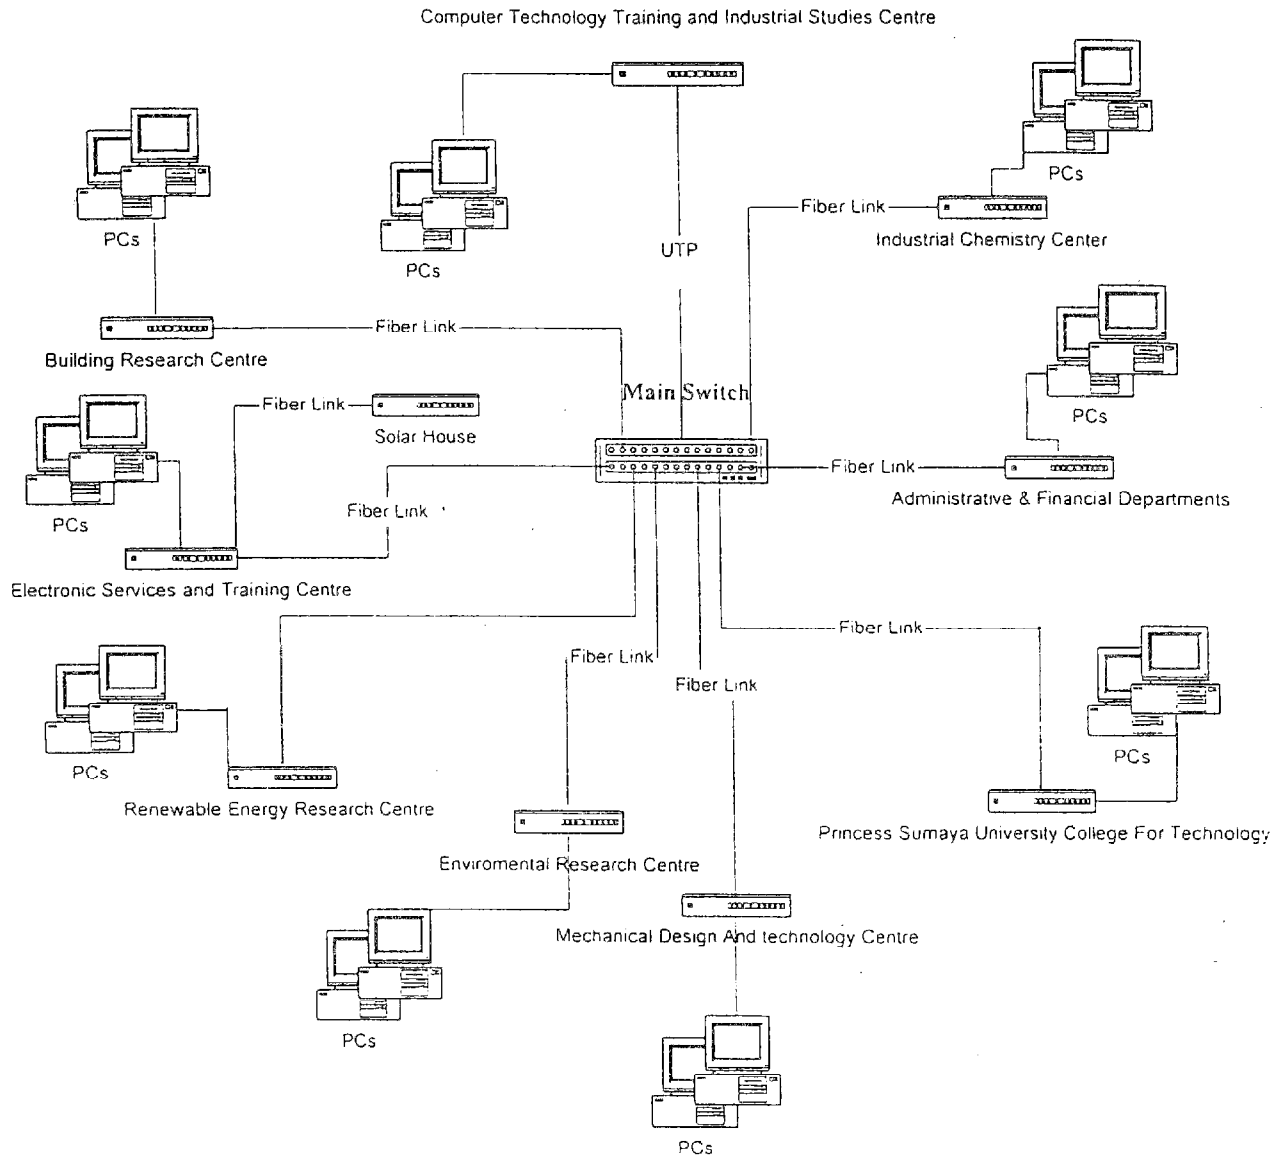 Computer Technology Training and Industrial Studies Centre
PCs
Fiber Link
Industrial Chemistry Center
PCs
UTP
PCs
Fiber Link
Building Research Centre
Main Switch
Fiber Link
Solar House
PCs
Fiber Link
Administrative & Financial Departments
Fiber Link
PCs
Electronic Services and Training Centre
Fiber Link
Fiber Link
Fiber Link
PCs
PCs
Renewable Energy Research Centre
Princess Sumaya University College For Technology
Enviromental Research Centre
Mechanical Design And technology Centre
PCs
PCs